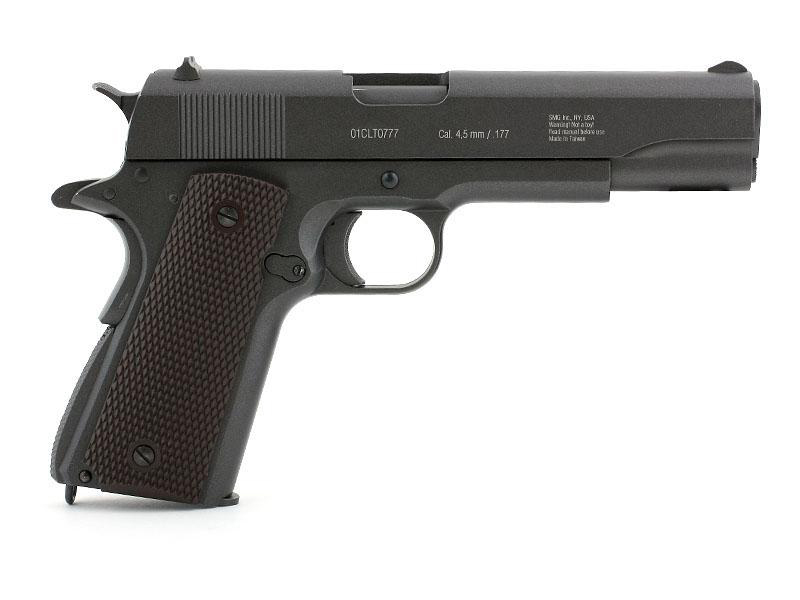 01CLT0777
Cal. 4,5 mm / .177
SMG Inc., NY, USA
Warning! Not a toy!
Read manual before use
Made in Taiwan